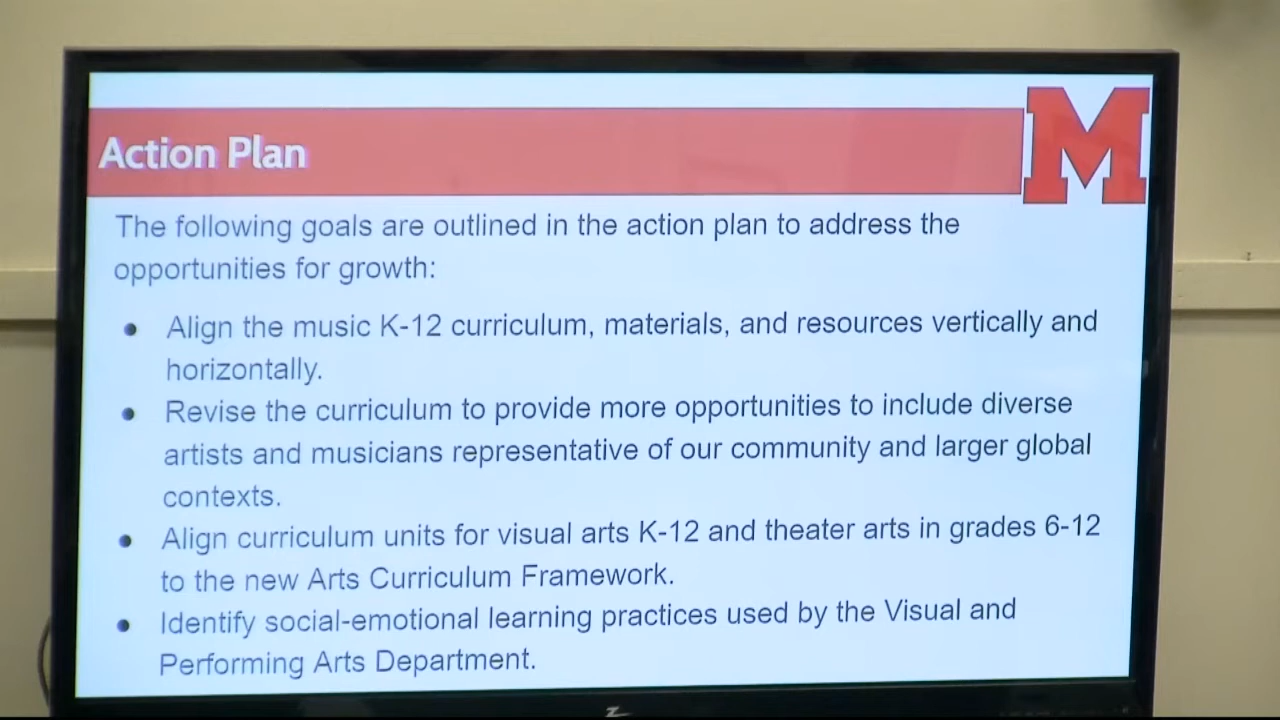 Action Plan
M
The following goals are outlined in the action plan to address the
opportunities for growth:
● Align the music K-12 curriculum, materials, and resources vertically and
horizontally.
● Revise the curriculum to provide more opportunities to include diverse
artists and musicians representative of our community and larger global
contexts.
● Align curriculum units for visual arts K-12 and theater arts in grades 6-12
to the new Arts Curriculum Framework.
● Identify social-emotional learning practices used by the Visual and
Performing Arts Department.